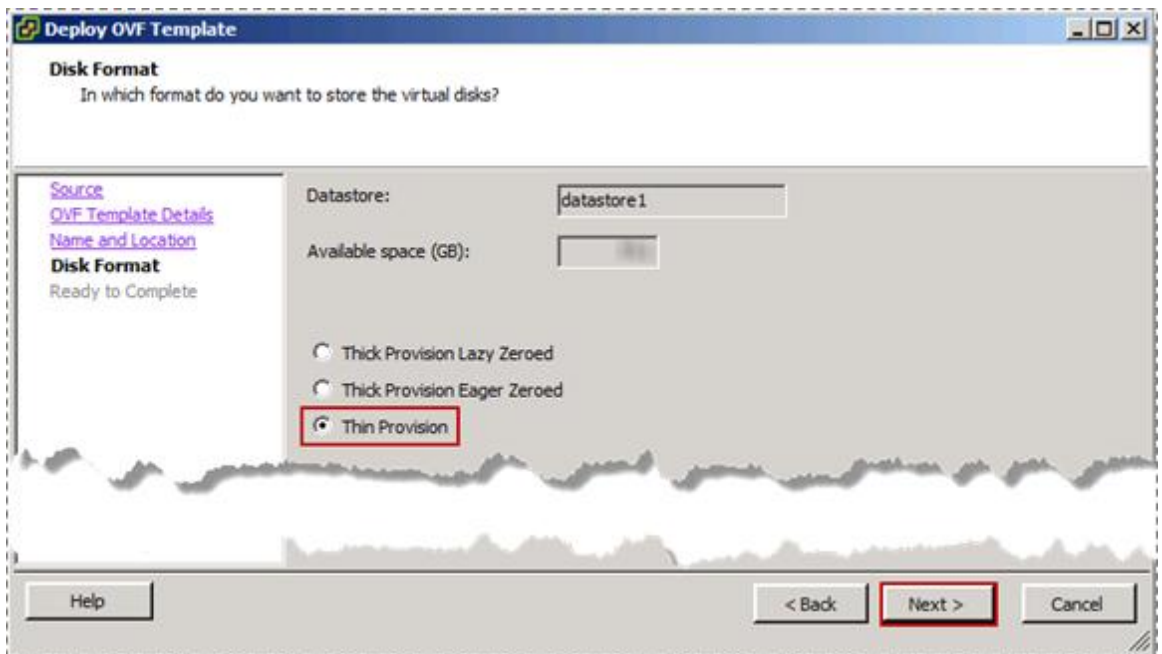 Deploy OVF Template
Disk Format
In which format do you want to store the virtual disks?
Source
OVF Template Details
Name and Location
Disk Format
Ready to Complete
Datastore: datastore1
Available space (GB):
Thick Provision Lazy Zeroed
Thick Provision Eager Zeroed
Thin Provision
Help
< Back
Next >
Cancel